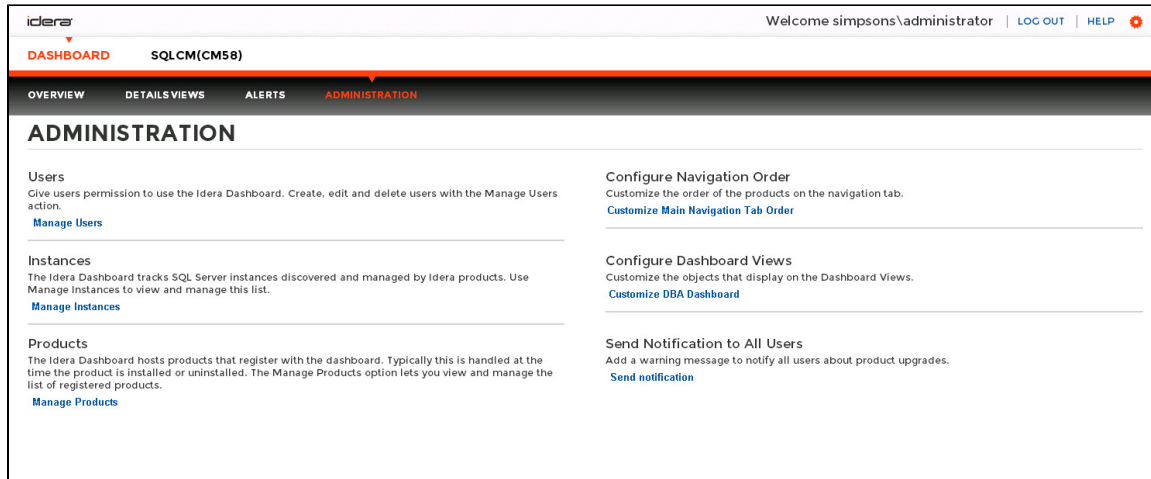 idera
Welcome simpsons\administrator | LOG OUT | HELP
DASHBOARD SQLCM(CM58)
OVERVIEW DETAILS VIEWS ALERTS ADMINISTRATION
ADMINISTRATION
Users
Give users permission to use the Idera Dashboard. Create, edit and delete users with the Manage Users
action.
Manage Users
Instances
The Idera Dashboard tracks SQL Server instances discovered and managed by Idera products. Use
Manage Instances to view and manage this list.
Manage Instances
Products
The Idera Dashboard hosts products that register with the dashboard. Typically this is handled at the
time the product is installed or uninstalled. The Manage Products option lets you view and manage the
list of registered products.
Manage Products
Configure Navigation Order
Customize the order of the products on the navigation tab.
Customize Main Navigation Tab Order
Configure Dashboard Views
Customize the objects that display on the Dashboard Views.
Customize DBA Dashboard
Send Notification to All Users
Add a warning message to notify all users about product upgrades.
Send notification